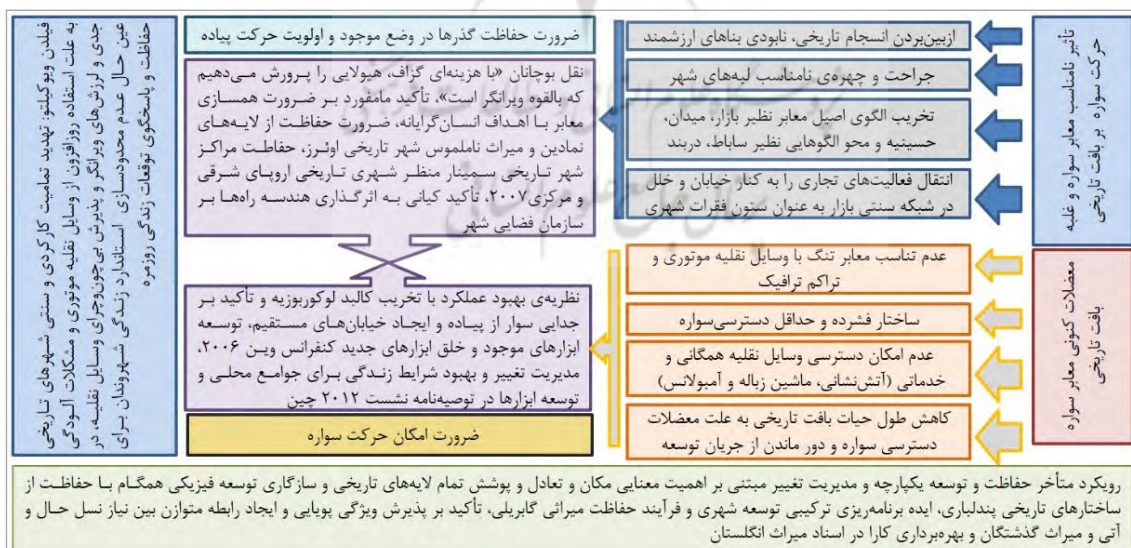 تأثیر نامناسب معابر سواره و غلبه
حرکت سواره بر بافت تاریخی
ازبین‌بردن انسجام تاریخی، نابودی بناهای ارزشمند
جراحت و چهره‌ی نامناسب لبه‌های شهر
تخریب الگوی اصیل معابر نظیر بازار، میدان،
حسینیه و محو الگوهایی نظیر ساباط، دربند
انتقال فعالیت‌های تجاری را به کنار خیابان و خلل
در شبکه سنتی بازار به عنوان ستون فقرات شهری
ضرورت حفاظت گذرها در وضع موجود و اولویت حرکت پیاده
نقل بوچانان «با هزینه‌ای گزاف، هیولایی را پرورش می‌دهیم
که بالقوه ویرانگر است»، تأکید مامفورد بر ضرورت همسازی
معابر با اهداف انسان‌گرایانه، ضرورت حفاظت از لایه‌های
نمادین و میراث ناملموس شهر تاریخی اوئرز، حفاظت مراکز
شهر تاریخی سمینار منظر شهری تاریخی اروپای شرقی
و مرکزی۲۰۰۷، تأکید کیانی به اثرگذاری هندسه راه‌ها بر
سازمان فضایی شهر
معضلات کنونی معابر سواره
بافت تاریخی
عدم تناسب معابر تنگ با وسایل نقلیه موتوری و
تراکم ترافیک
ساختار فشرده و حداقل دسترسی‌سواره
عدم امکان دسترسی وسایل نقلیه همگانی و
خدماتی (آتش‌نشانی، ماشین زباله و آمبولانس)
کاهش طول حیات بافت تاریخی به علت معضلات
دسترسی سواره و دور ماندن از جریان توسعه
نظریه‌ی بهبود عملکرد با تخریب کالبد لوکوربوزیه و تأکید بر
جدایی سوار از پیاده و ایجاد خیابان‌های مستقیم، توسعه
ابزارهای موجود و خلق ابزارهای جدید کنفرانس وین ۲۰۰۶،
مدیریت تغییر و بهبود شرایط زندگی برای جوامع محلی و
توسعه ابزارها در توصیه‌نامه نشست ۲۰۱۲ چین
ضرورت امکان حرکت سواره
فیلدن ویوکیلتو: تهدید تمامیت کارکردی و سنتی شهرهای تاریخی
به علت استفاده روزافزون از وسایل نقلیه موتوری و مشکلات آلودگی
جدی و لرزش‌های ویرانگر و پذیرش بی‌چون‌وچرای وسایل نقلیه، در
عین حال عدم محدودسازی استاندارد زندگی شهروندان برای
حفاظت و پاسخگوی توقعات زندگی روزمره
رویکرد متأخر حفاظت و توسعه یکپارچه و مدیریت تغییر مبتنی بر اهمیت معنایی مکان و تعادل و پوشش تمام لایه‌های تاریخی و سازگاری توسعه فیزیکی همگام با حفاظت از
ساختارهای تاریخی پندلباری، ایده برنامه‌ریزی ترکیبی توسعه شهری و فرآیند حفاظت میراثی گابریلی، تأکید بر پذیرش ویژگی پویایی و ایجاد رابطه متوازن بین نیاز نسل حال و
آتی و میراث گذشتگان و بهره‌برداری کارا در اسناد میراث انگلستان